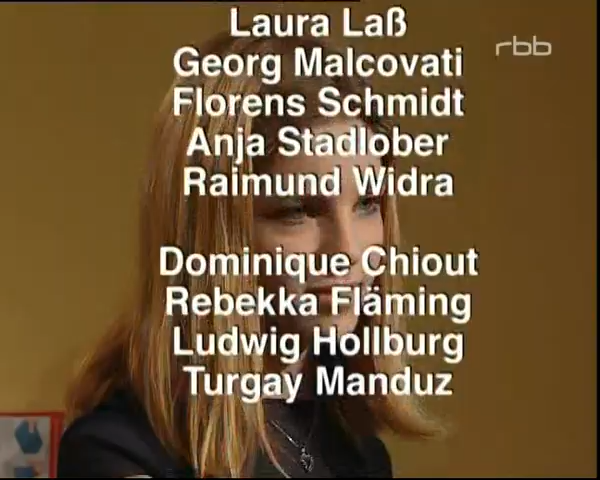 Laura Laß
rbb
Georg Malcovati
Florens Schmidt
Anja Stadlober
Raimund Widra
Dominique Chiout
Rebekka Fläming
Ludwig Hollburg
Turgay Manduz